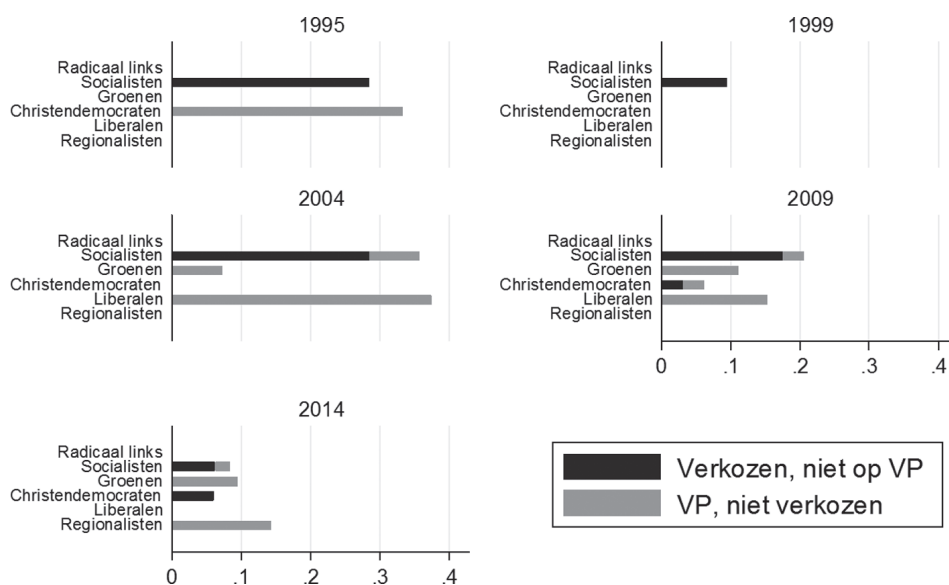 1995
Radicaal links
Socialisten
Groenen
Christendemocraten
Liberalen
Regionalisten
1999
Radicaal links
Socialisten
Groenen
Christendemocraten
Liberalen
Regionalisten
2004
Radicaal links
Socialisten
Groenen
Christendemocraten
Liberalen
Regionalisten
2009
Radicaal links
Socialisten
Groenen
Christendemocraten
Liberalen
Regionalisten
0 .1 .2 .3 .4
2014
Radicaal links
Socialisten
Groenen
Christendemocraten
Liberalen
Regionalisten
0 .1 .2 .3 .4
Verkozen, niet op VP
VP, niet verkozen